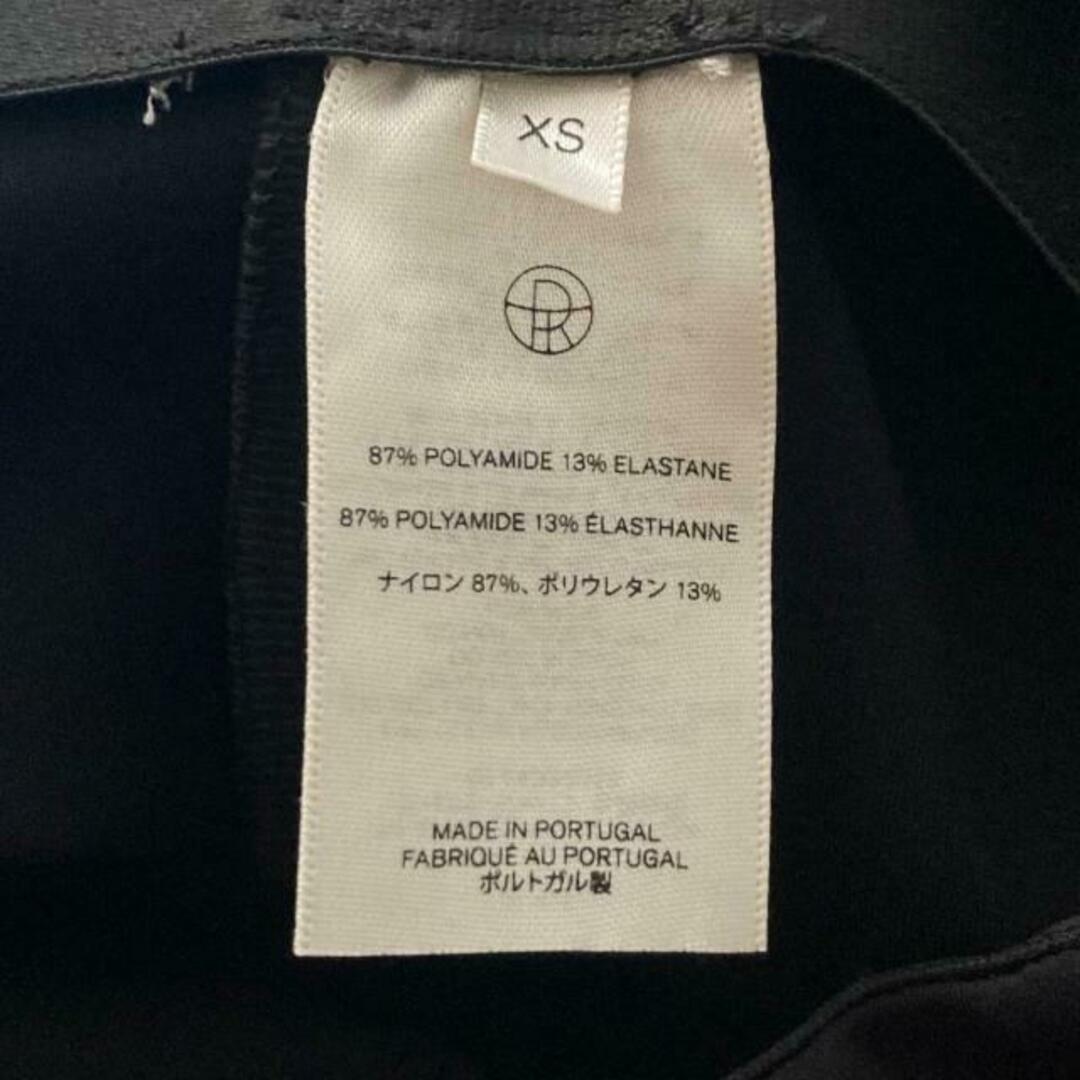 XS
87% POLYAMIDE 13% ELASTANE
87% POLYAMIDE 13% ÉLASTHANNE
ナイロン 87%、ポリウレタン 13%
MADE IN PORTUGAL
FABRIQUÉ AU PORTUGAL
ポルトガル製